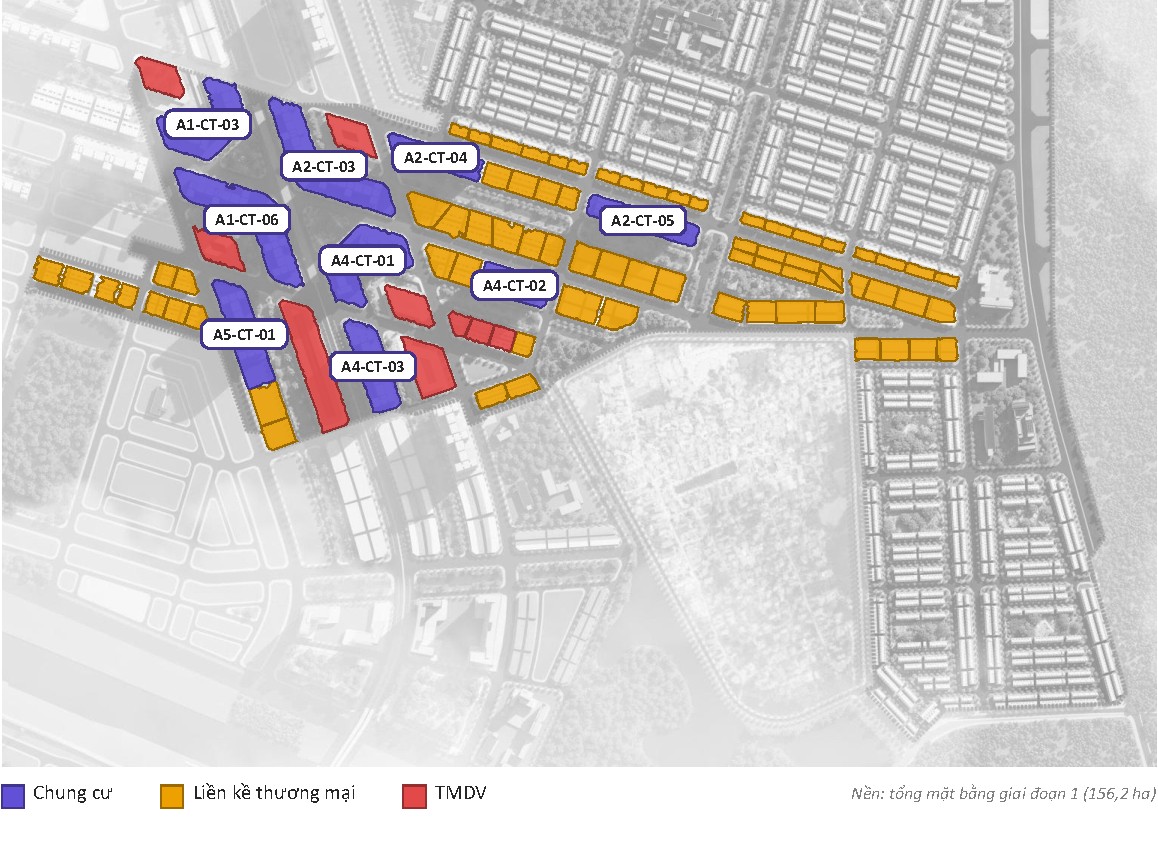 A1-CT-03
A2-CT-03
A2-CT-04
A1-CT-06
A2-CT-05
A4-CT-01
A4-CT-02
A5-CT-01
A4-CT-03
Chung cư
Liền kề thương mại
TMDV
Nền: tổng mặt bằng giai đoạn 1 (156,2 ha)